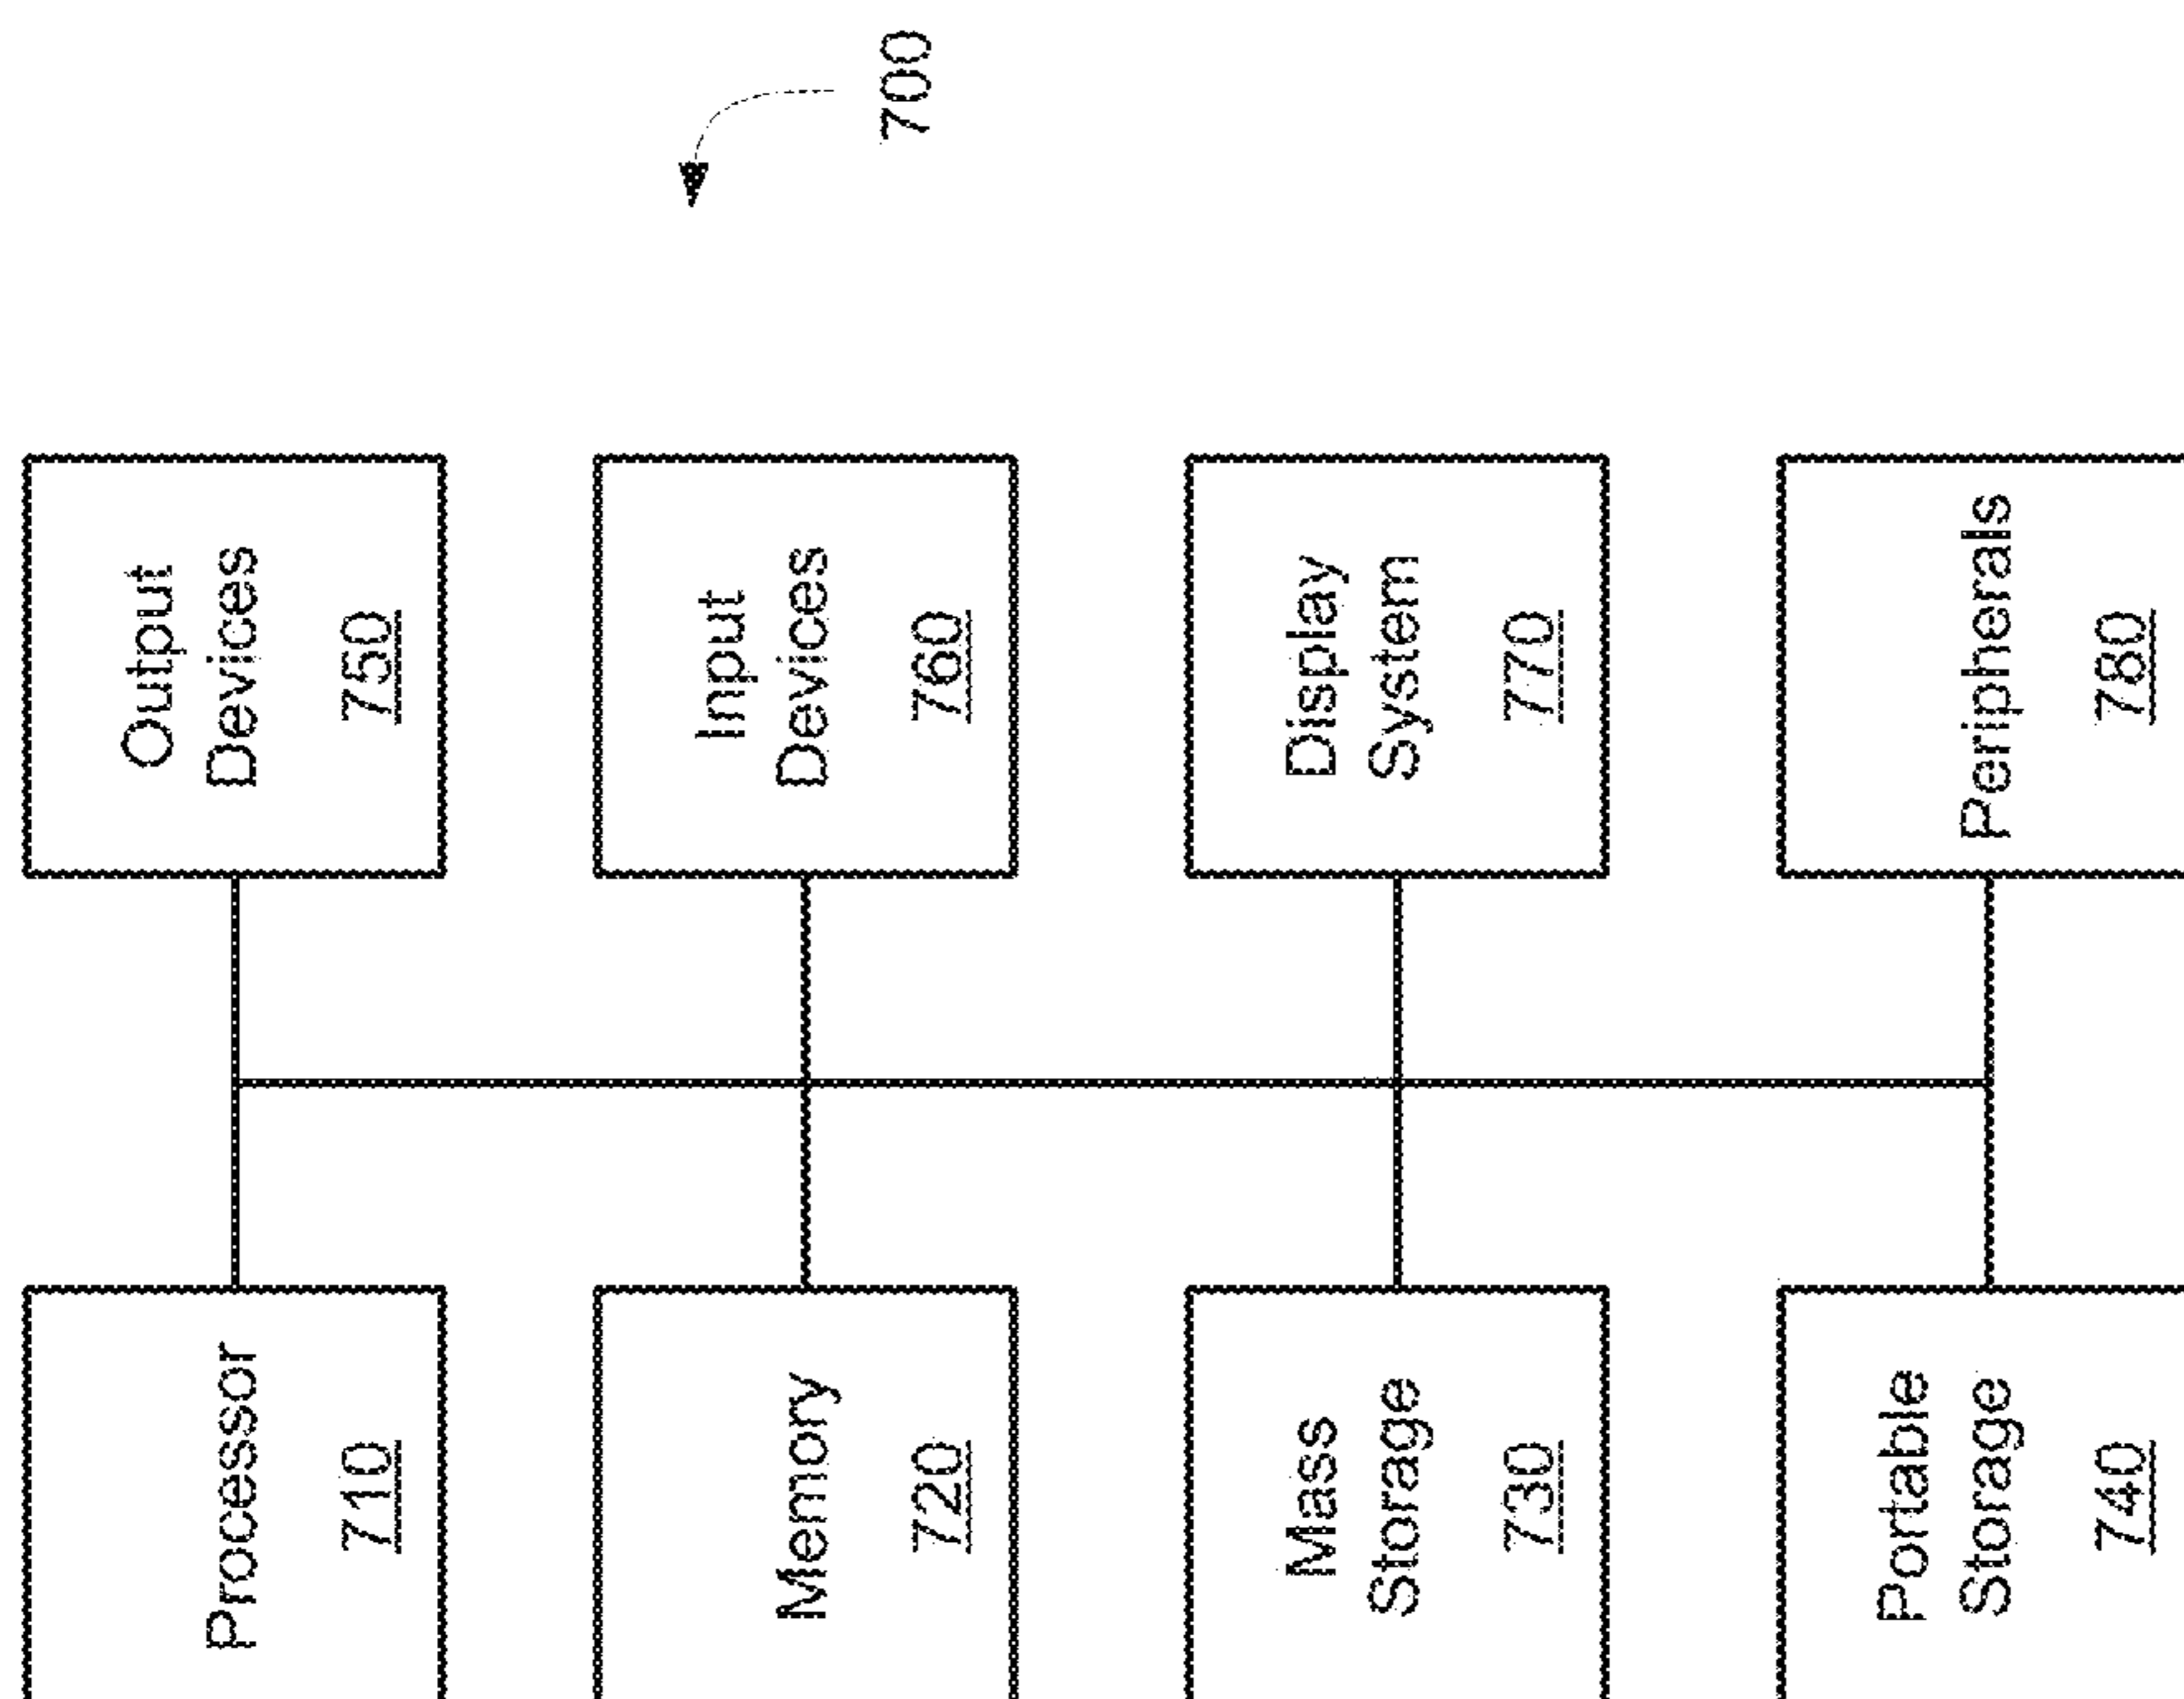 700
Processor
710
Output
Devices
750
Memory
720
Input
Devices
760
Mass
Storage
730
Display
System
770
Portable
Storage
740
Peripherals
780